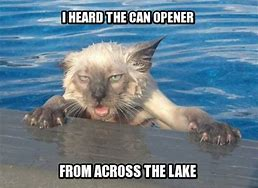 I HEARD THE CAN OPENER
FROM ACROSS THE LAKE